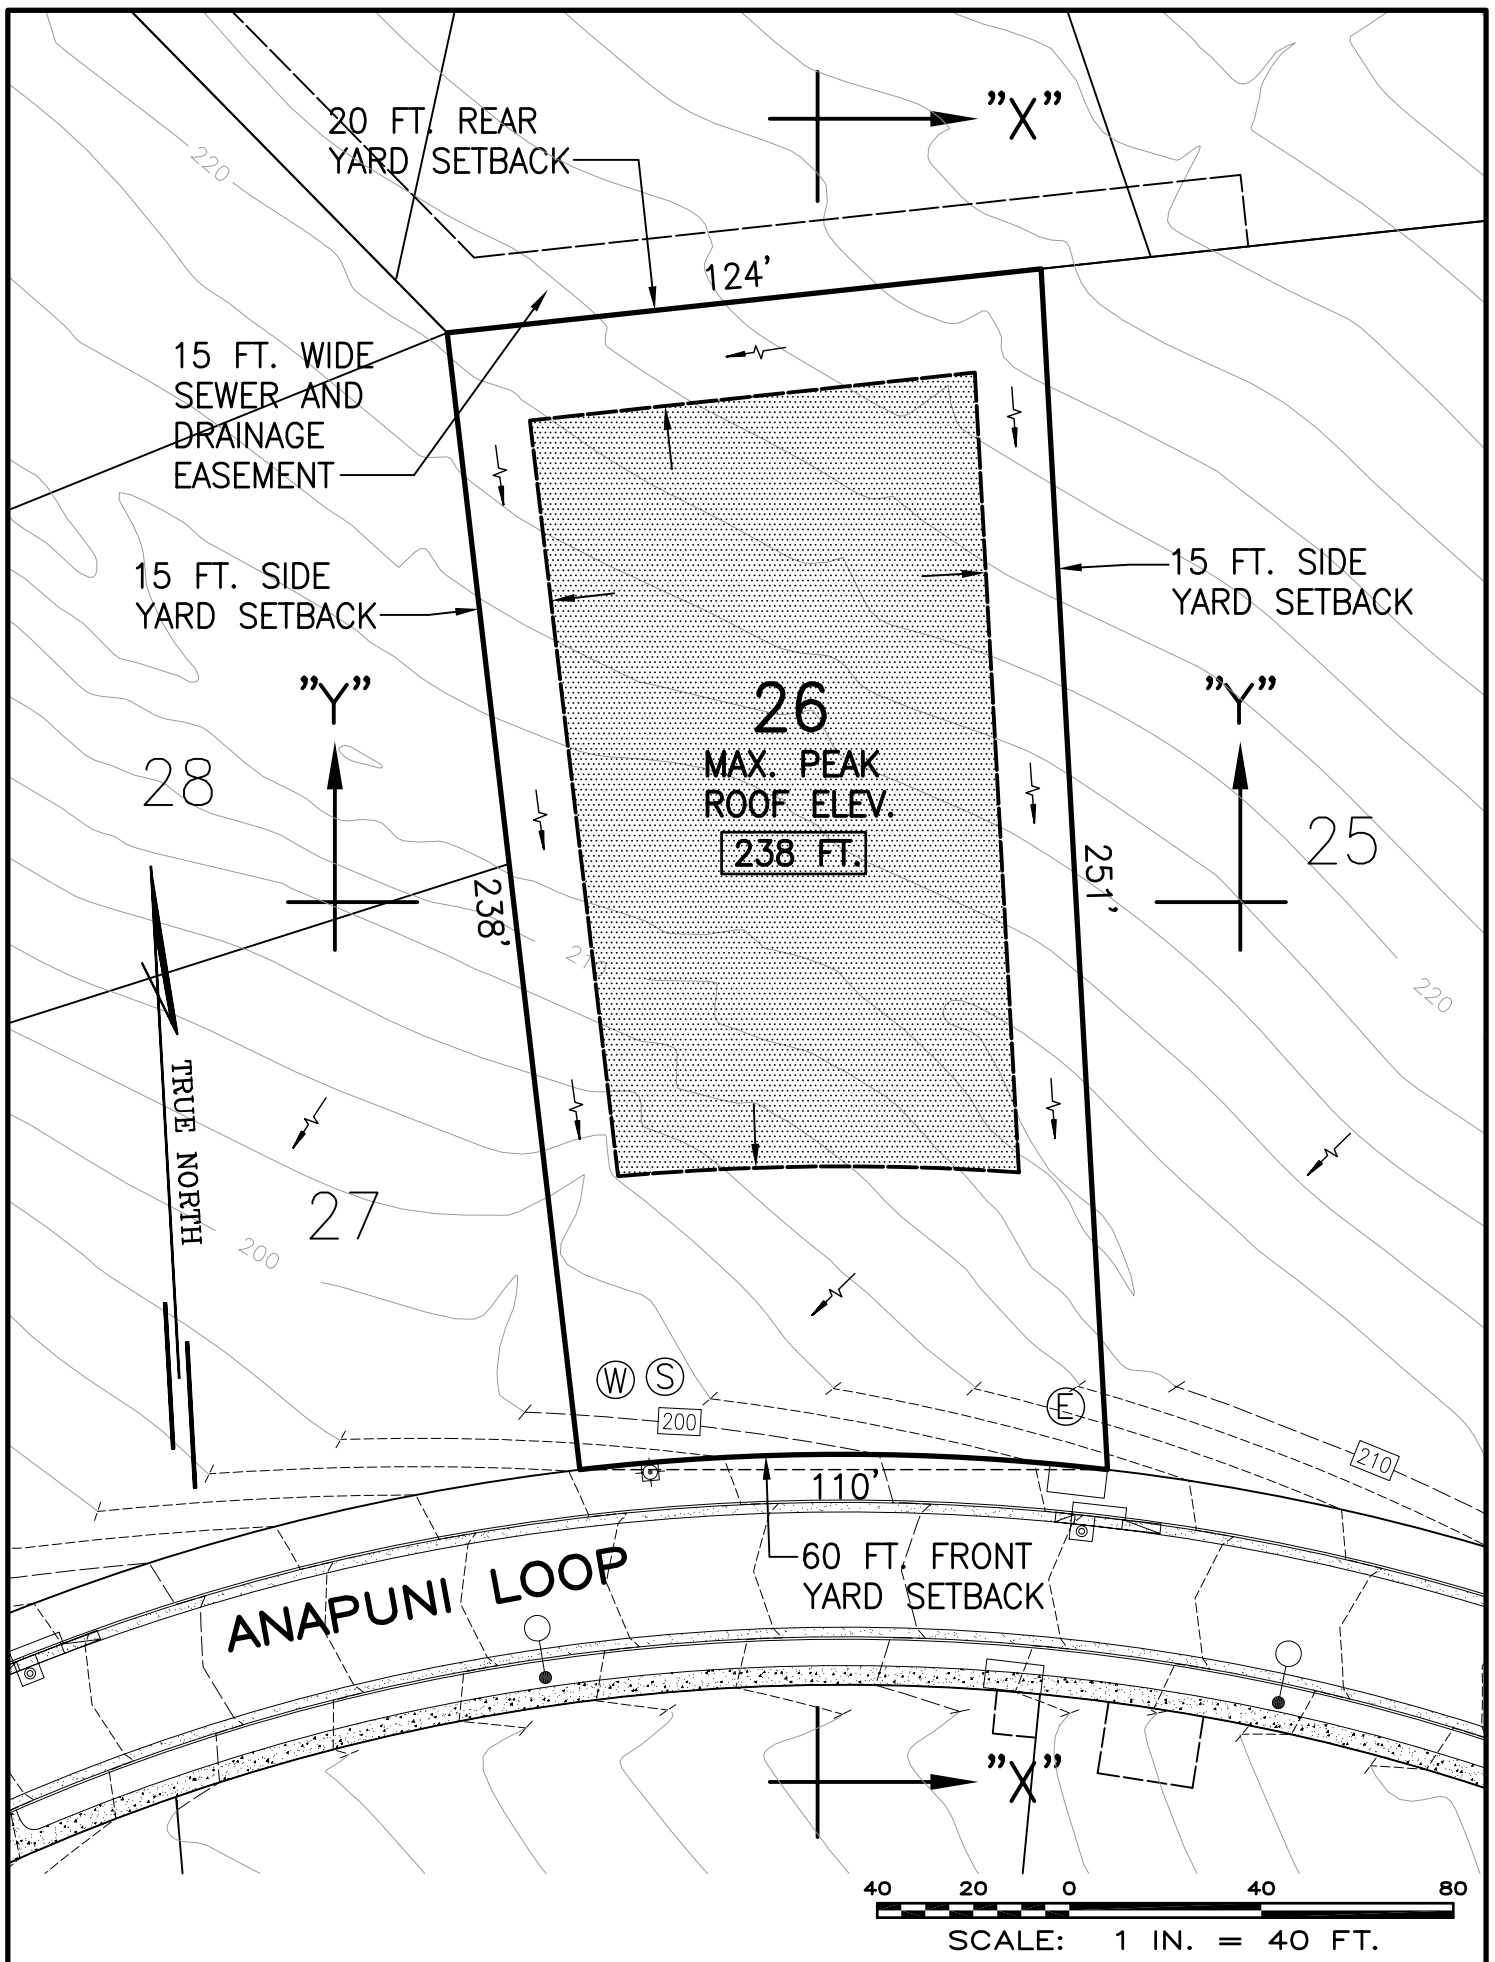 "X"
20 FT. REAR
YARD SETBACK
220
124'
15 FT. WIDE
SEWER AND
DRAINAGE
EASEMENT
15 FT. SIDE
YARD SETBACK
15 FT. SIDE
YARD SETBACK
"Y"
"Y"
26
MAX. PEAK
ROOF ELEV.
238 FT.
28
25
238'
251'
210
220
TRUE NORTH
27
200
W
S
E
200
210
110'
60 FT. FRONT
YARD SETBACK
ANAPUNI LOOP
"X"
40 20 0 40 80
SCALE: 1 IN. = 40 FT.